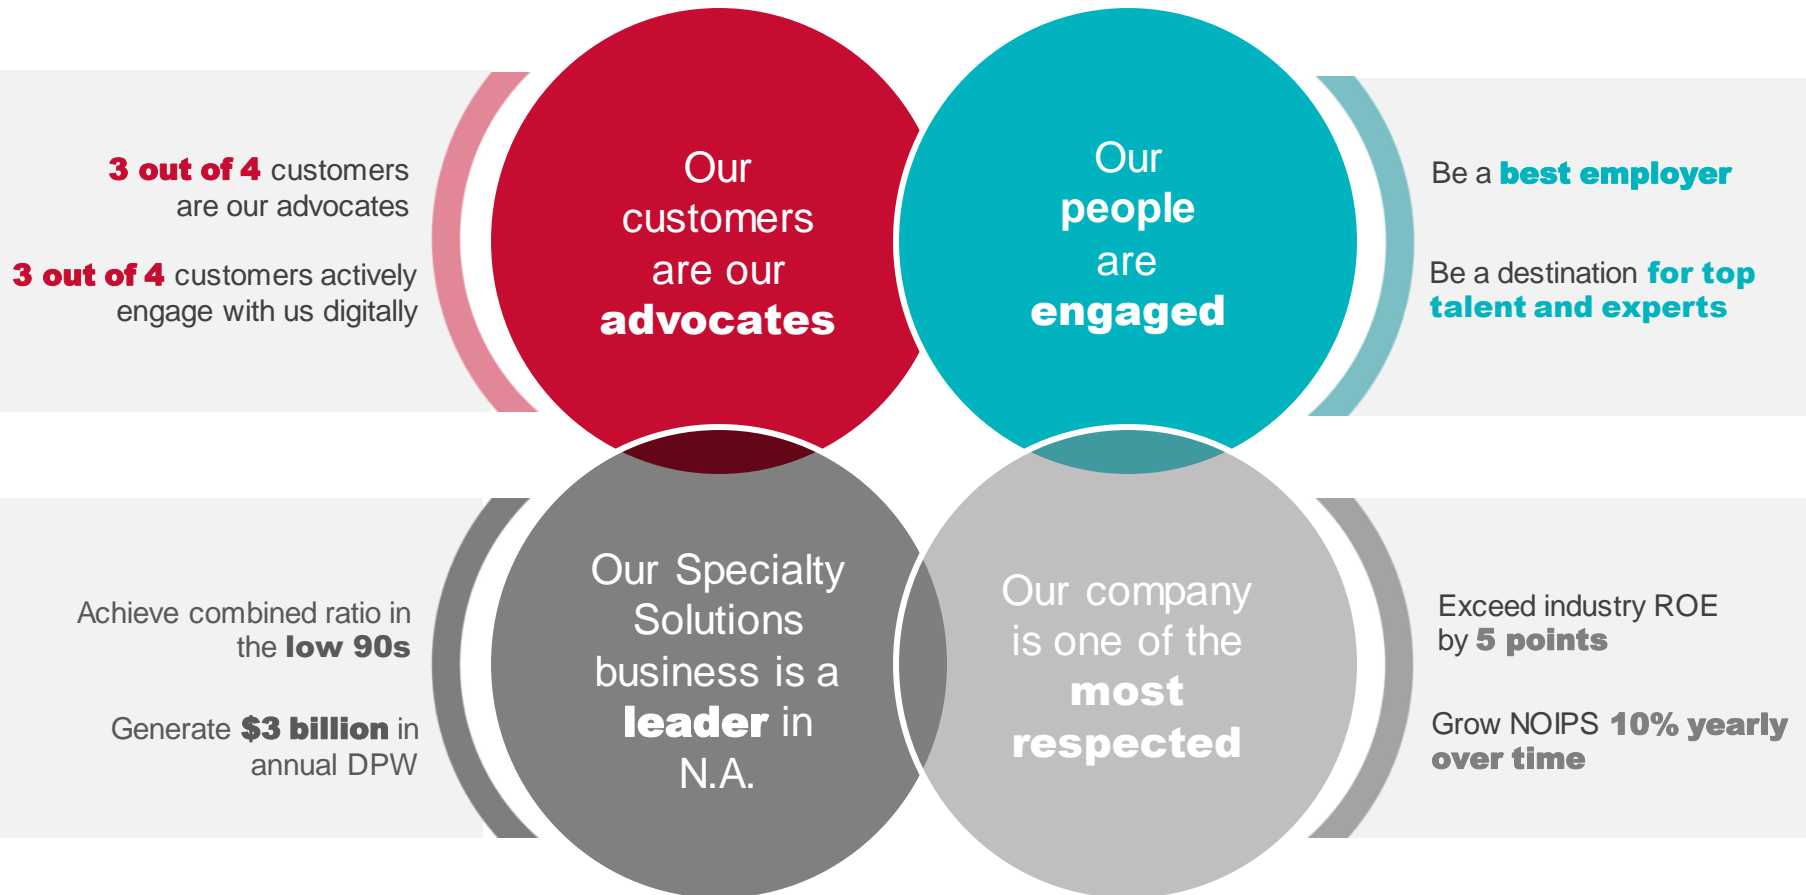 3 out of 4 customers
are our advocates
3 out of 4 customers actively
engage with us digitally
Our
customers
are our
advocates
Our
people
are
engaged
Be a best employer
Be a destination for top
talent and experts
Achieve combined ratio in
the low 90s
Generate $3 billion in
annual DPW
Our Specialty
Solutions
business is a
leader in
N.A.
Our company
is one of the
most
respected
Exceed industry ROE
by 5 points
Grow NOIPS 10% yearly
over time